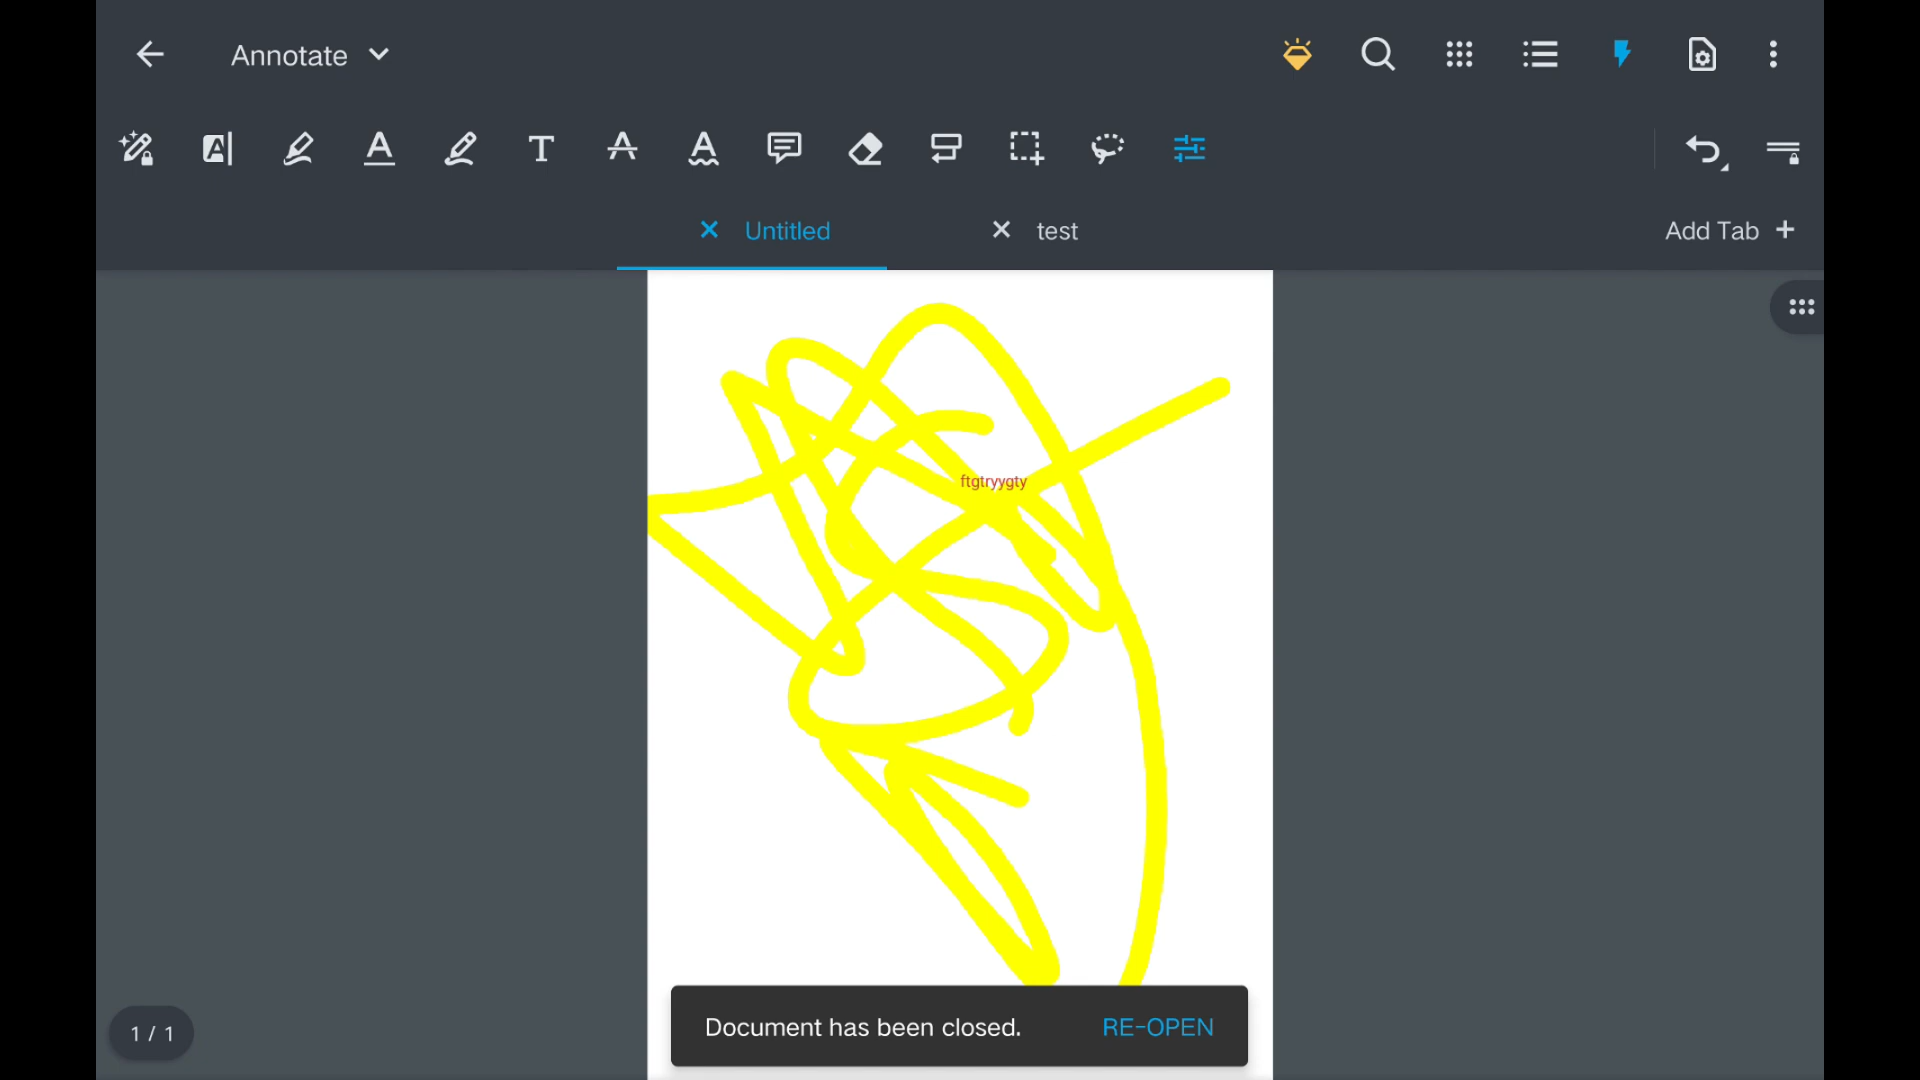 Annotate
Untitled
test
Add Tab +
ftgtryygty
Document has been closed.
RE-OPEN
1 / 1